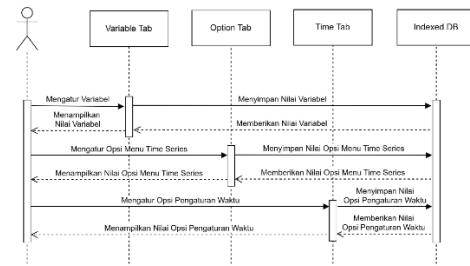 Variable Tab
Option Tab
Time Tab
Indexed DB
Mengatur Variabel
Menyimpan Nilai Variabel
Menampilkan
Nilai Variabel
Memberikan Nilai Variabel
Mengatur Opsi Menu Time Series
Menyimpan Nilai Opsi Menu Time Series
Menampilkan Nilai Opsi Menu Time Series
Memberikan Nilai Opsi Menu Time Series
Mengatur Opsi Pengaturan Waktu
Menyimpan Nilai
Opsi Pengaturan Waktu
Menampilkan Nilai Opsi Pengaturan Waktu
Memberikan Nilai
Opsi Pengaturan Waktu